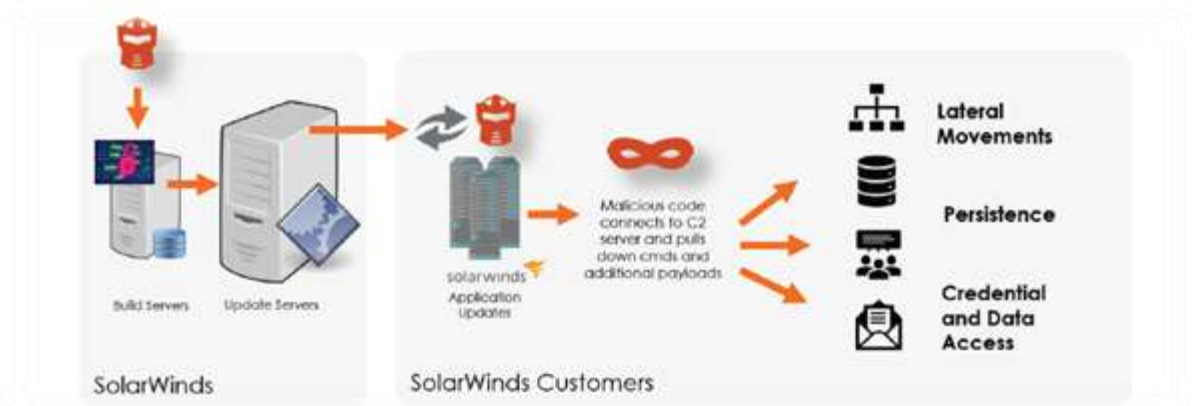 Build Servers
Update Servers
SolarWinds
solarwinds
Application
Updates
Malicious code
connects to C2
server and pulls
down cmds and
additional payloads
Lateral
Movements
Persistence
Credential
and Data
Access
SolarWinds Customers